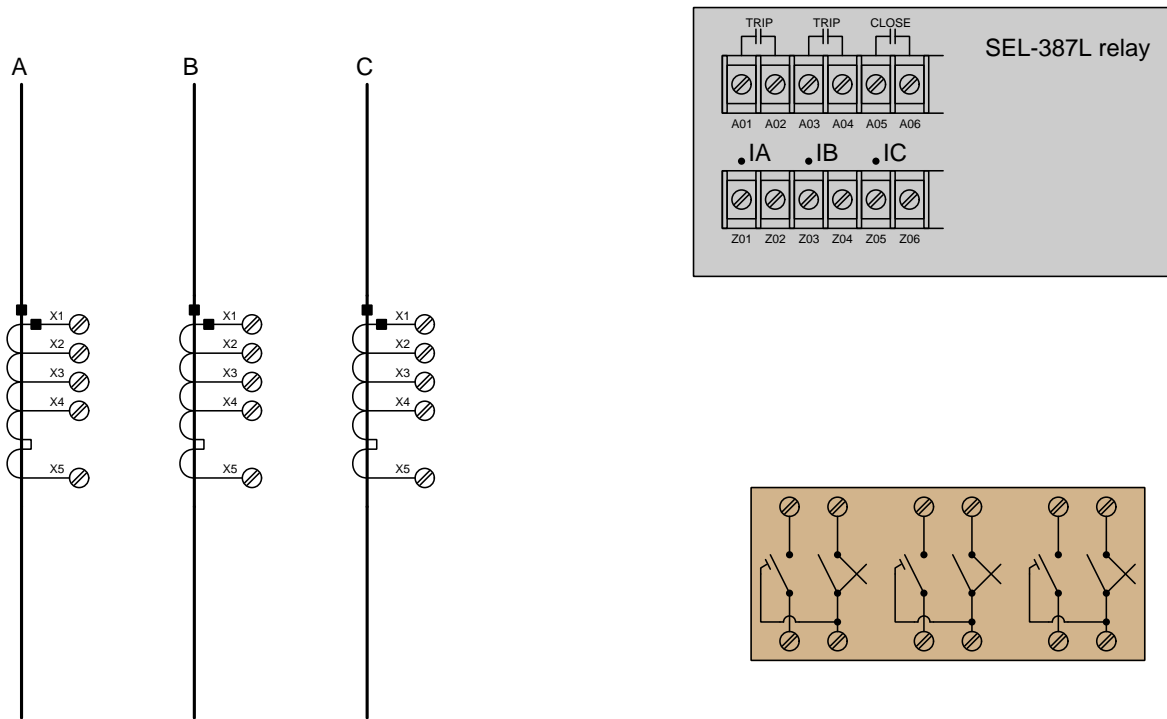 TRIP TRIP CLOSE
SEL-387L relay
A B C
A01 A02 A03 A04 A05 A06
IA IB IC
Z01 Z02 Z03 Z04 Z05 Z06
X1 X1 X1
X2 X2 X2
X3 X3 X3
X4 X4 X4
X5 X5 X5